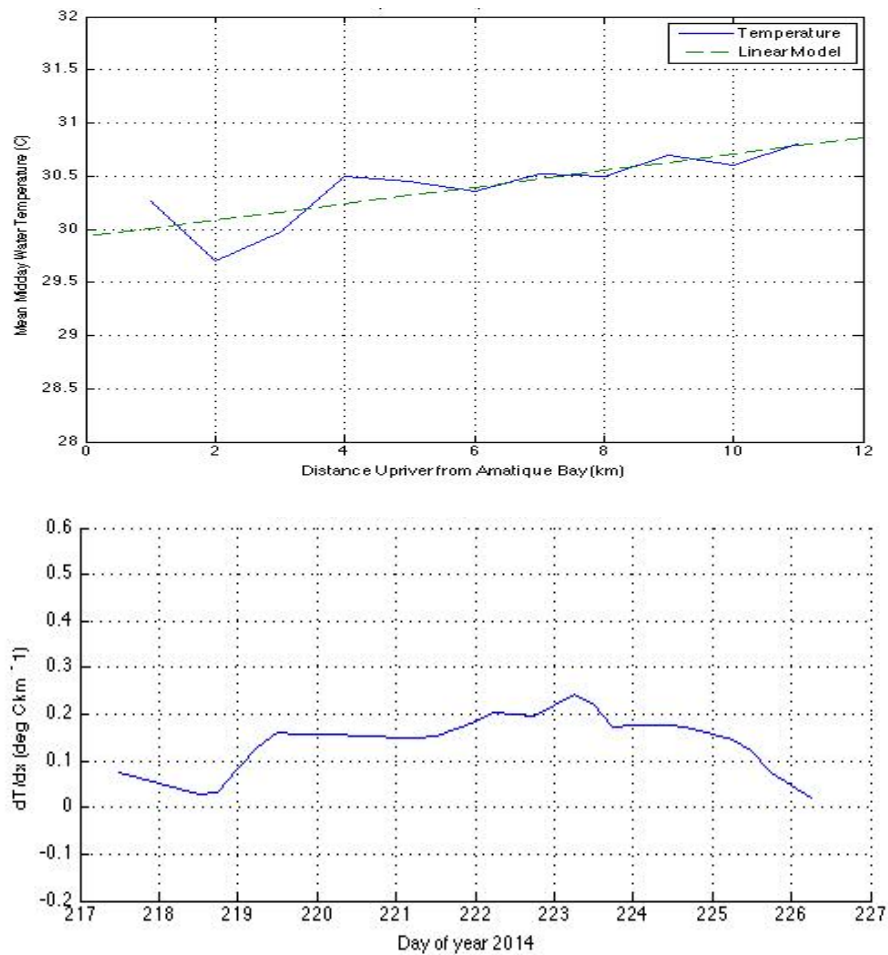 32
31.5
31
30.5
30
29.5
29
28.5
28
Temperature
Linear Model
Mean Midday Water Temperature (C)
0 2 4 6 8 10 12
Distance Upriver from Amatique Bay (km)
0.6
0.5
0.4
0.3
0.2
0.1
0
-0.1
-0.2
dT/dx (deg C km^-1)
217 218 219 220 221 222 223 224 225 226 227
Day of year 2014